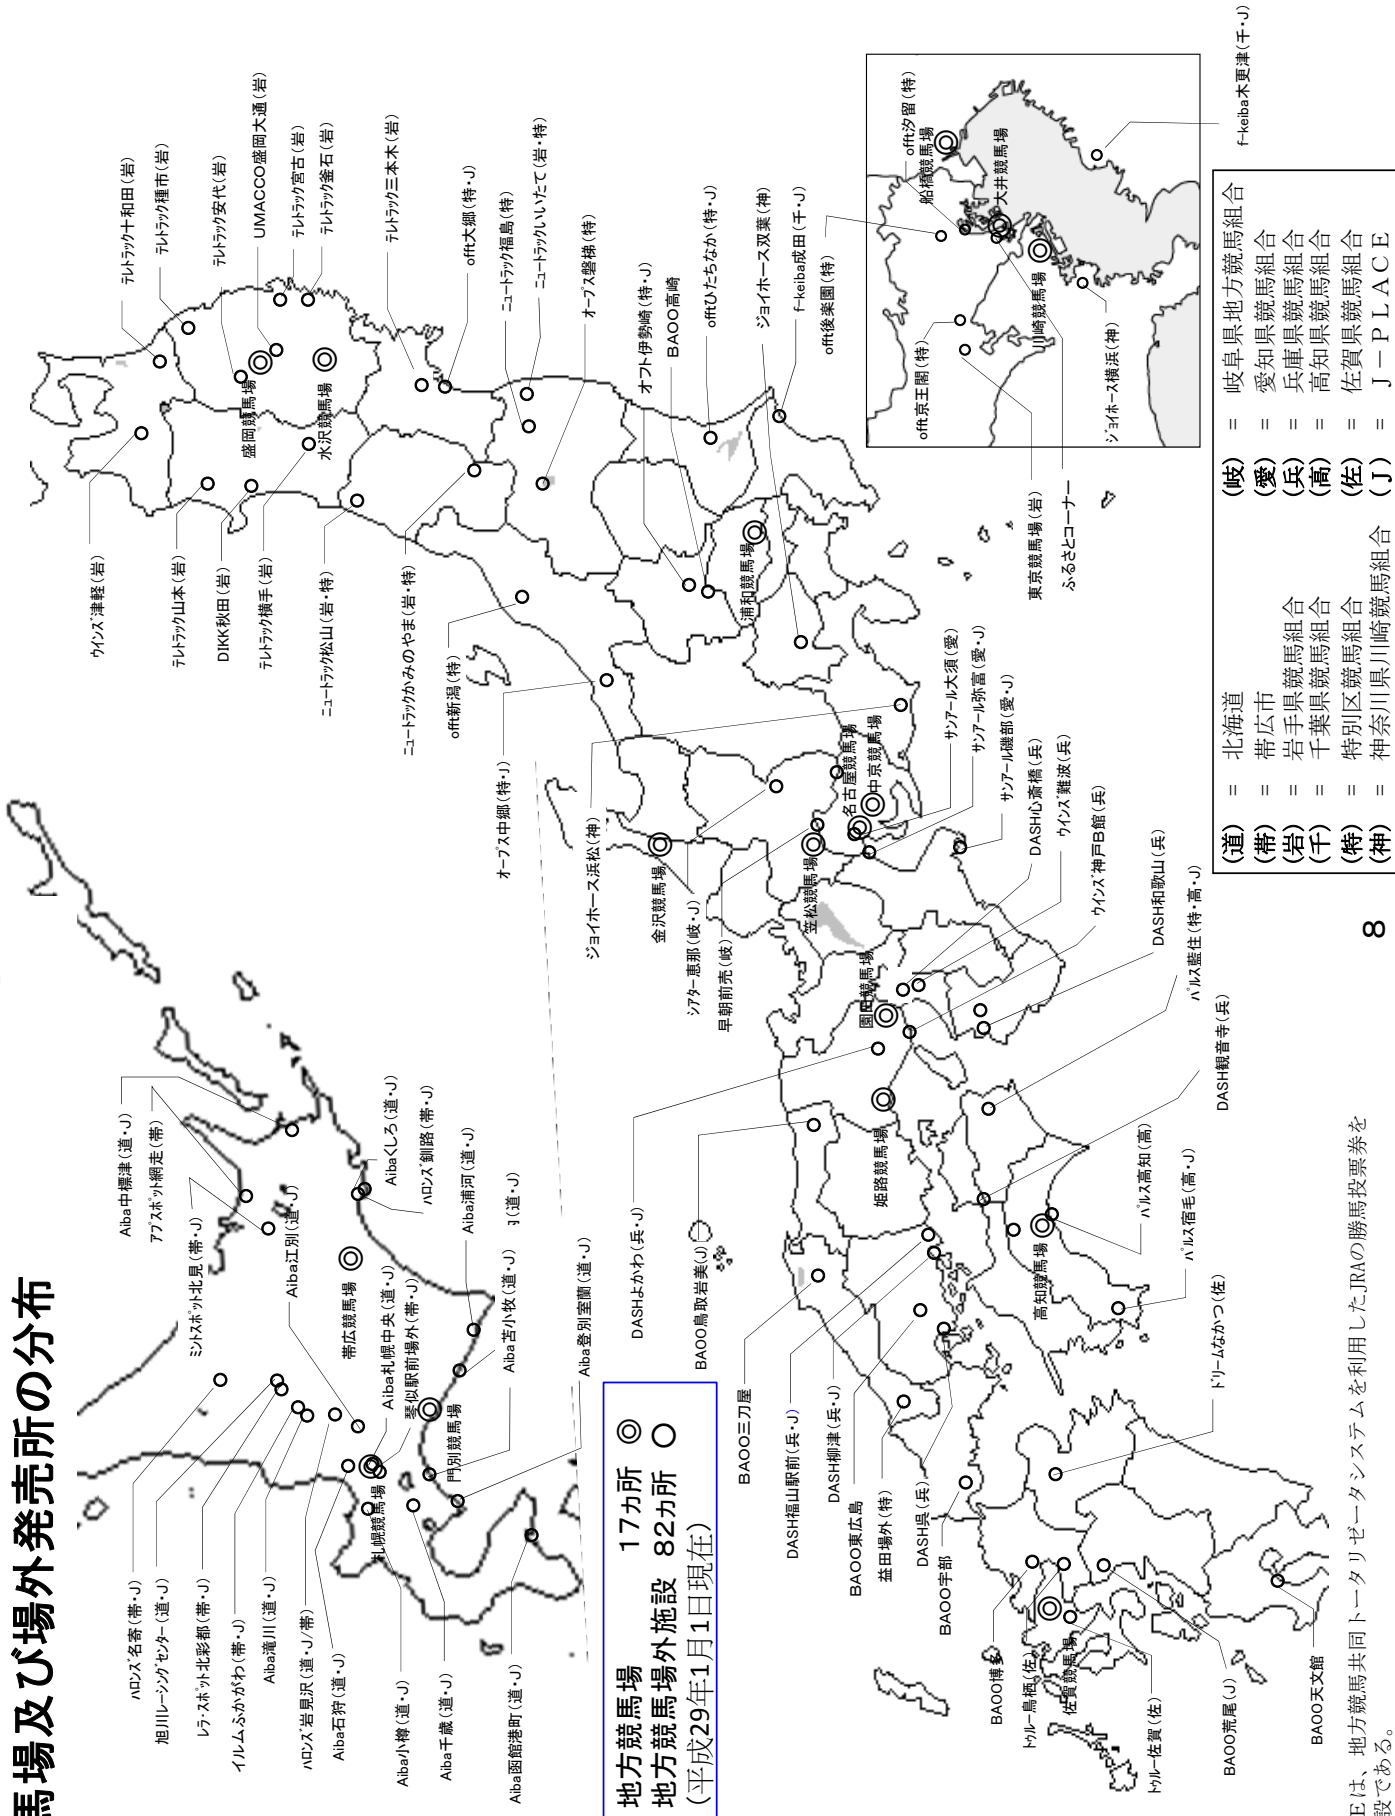 馬場及び場外発売所の分布
ハロンズ名寄(帯・J)
旭川レーシングセンター(道・J)
レラ・スポット北彩都(帯・J)
イルムふかがわ(帯・J)
Aiba滝川(道・J)
ハロンズ岩見沢(道・J/帯)
Aiba石狩(道・J)
Aiba小樽(道・J)
Aiba千歳(道・J)
Aiba函館港町(道・J)
Aiba中標津(道・J)
アプスポット網走(帯)
ミントスポット北見(帯・J)
Aiba江別(道・J)
帯広競馬場
Aiba札幌中央(道・J)
琴似駅前場外(帯・J)
札幌競馬場
門別競馬場
Aibaくしろ(道・J)
ハロンズ釧路(帯・J)
Aiba浦河(道・J)
(道・J)
Aiba苫小牧(道・J)
Aiba登別室蘭(道・J)
テレトラック十和田(岩)
テレトラック種市(岩)
テレトラック安代(岩)
UMACCO盛岡大通(岩)
テレトラック宮古(岩)
テレトラック釜石(岩)
テレトラック三本木(岩)
offt大郷(特・J)
ニュートラック福島(特)
ニュートラックいいたて(岩・特)
オープス磐梯(特)
盛岡競馬場
水沢競馬場
ウインズ津軽(岩)
テレトラック山本(岩)
DIKK秋田(岩)
テレトラック横手(岩)
ニュートラック松山(岩・特)
ニュートラックかみのやま(岩・特)
offt新潟(特)
オープス中郷(特・J)
オフト伊勢崎(特・J)
BAOO高崎
offtひたちなか(特・J)
ジョイホース双葉(神)
f-keiba成田(千・J)
offt後楽園(特)
浦和競馬場
offt汐留(特)
船橋競馬場
大井競馬場
川崎競馬場
offt京王閣(特)
ジョイホース横浜(神)
f-keiba木更津(千・J)
東京競馬場(岩)
ふるさとコーナー
ジョイホース浜松(神)
金沢競馬場
シアター恵那(岐・J)
早朝前売(岐)
笠松競馬場
名古屋競馬場
中京競馬場
サンアール大須(愛)
サンアール弥富(愛・J)
サンアール磯部(愛・J)
DASH心斎橋(兵)
ウインズ難波(兵)
ウインズ神戸B館(兵)
DASH和歌山(兵)
パルス藍住(特・高・J)
DASH観音寺(兵)
園田競馬場
姫路競馬場
DASHよかわ(兵・J)
BAOO鳥取岩美(J)
BAOO三刀屋
DASH福山駅前(兵・J)
DASH柳津(兵・J)
BAOO東広島
益田場外(特)
DASH呉(兵)
BAOO宇部
高知競馬場
パルス高知(高)
パルス宿毛(高・J)
ドリームなかつ(佐)
BAOO博多
トゥルー鳥栖(佐)
佐賀競馬場
トゥルー佐賀(佐)
BAOO荒尾(J)
BAOO天文館
地方競馬場 17ヵ所 ◎
地方競馬場外施設 82ヵ所 ○
(平成29年1月1日現在)
(道) = 北海道 (岐) = 岐阜県地方競馬組合
(帯) = 帯広市 (愛) = 愛知県競馬組合
(岩) = 岩手県競馬組合 (兵) = 兵庫県競馬組合
(千) = 千葉県競馬組合 (高) = 高知県競馬組合
(特) = 特別区競馬組合 (佐) = 佐賀県競馬組合
(神) = 神奈川県川崎競馬組合 (J) = J-PLACE
Eは、地方競馬共同トータリゼータシステムを利用したJRAの勝馬投票券を
設である。
8